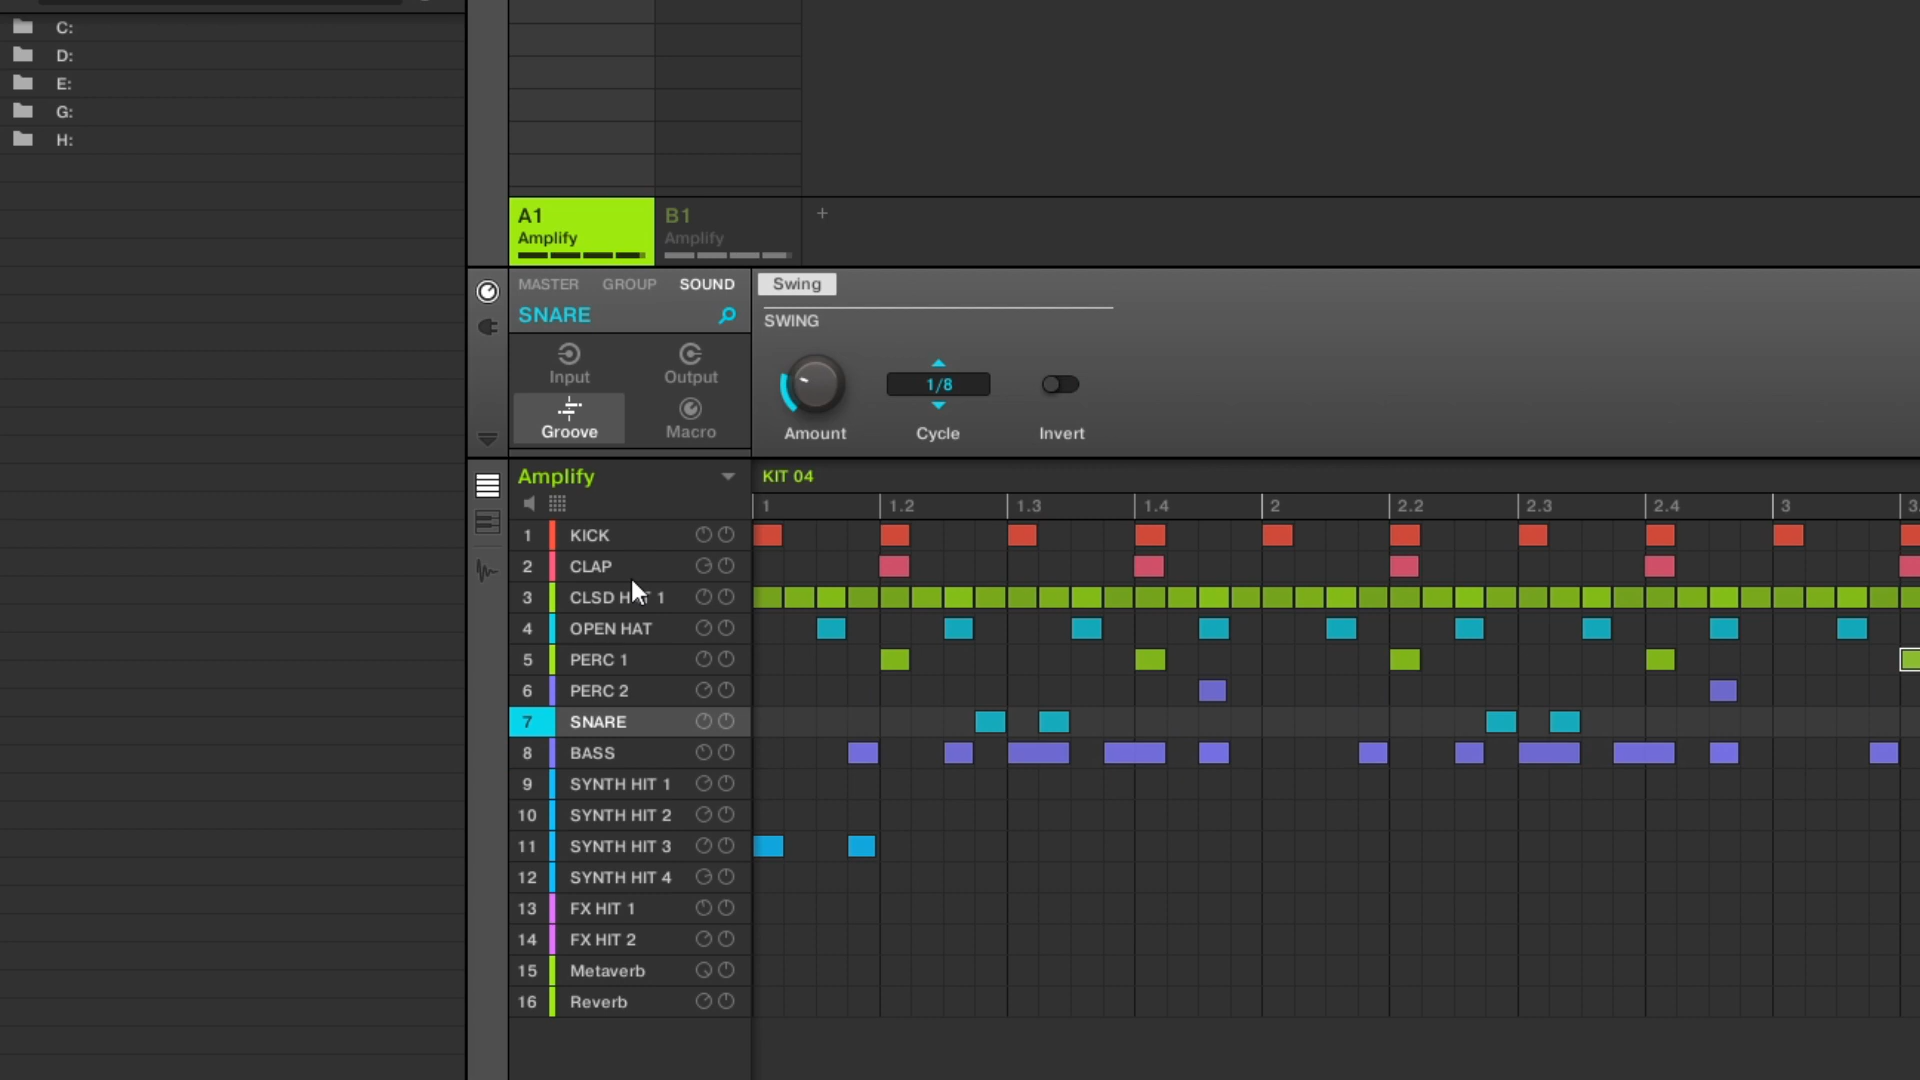 C:
D:
E:
G:
H:
A1
Amplify
B1
Amplify
+
MASTER GROUP SOUND
SNARE
Input Output
Groove Macro
Swing
SWING
1/8
Amount Cycle Invert
Amplify
KIT 04
1 1.2 1.3 1.4 2 2.2 2.3 2.4 3 3.
1 KICK
2 CLAP
3 CLSD H T 1
4 OPEN HAT
5 PERC 1
6 PERC 2
7 SNARE
8 BASS
9 SYNTH HIT 1
10 SYNTH HIT 2
11 SYNTH HIT 3
12 SYNTH HIT 4
13 FX HIT 1
14 FX HIT 2
15 Metaverb
16 Reverb